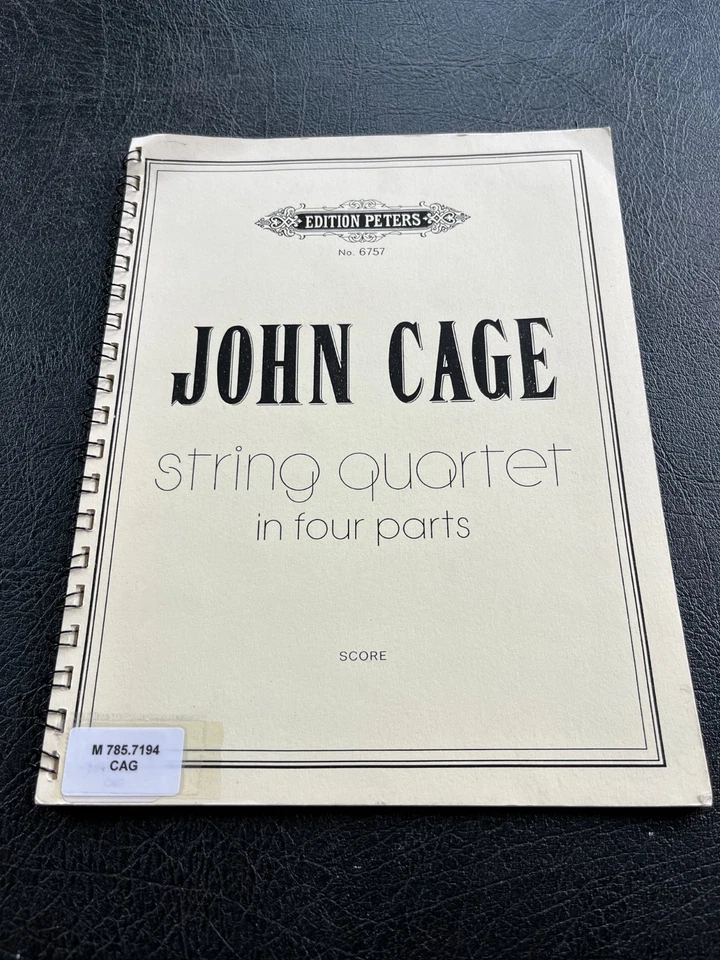 EDITION PETERS
No. 6757
JOHN CAGE
string quartet
in four parts
SCORE
M 785.7194
CAG